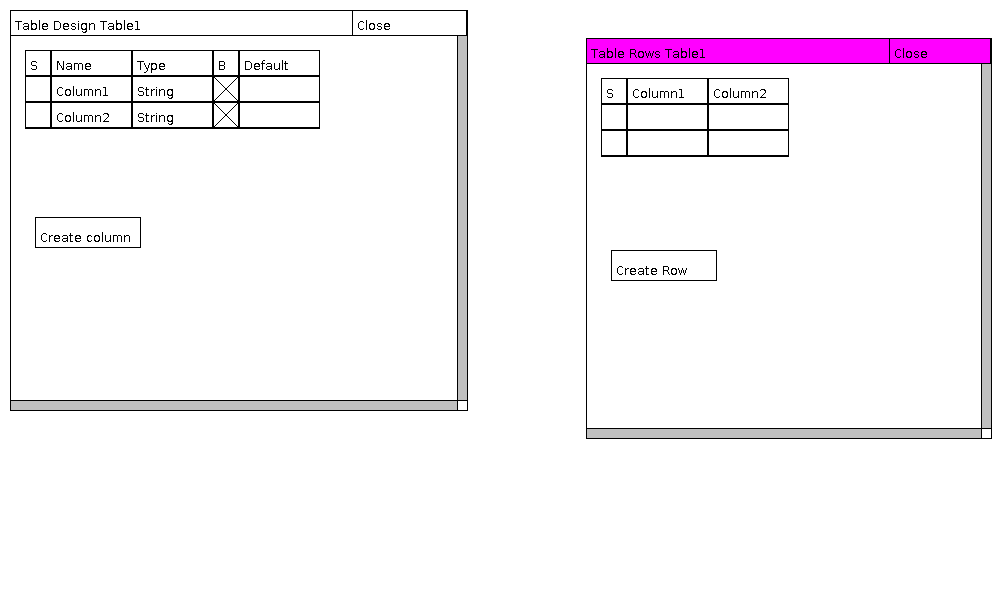 Table Design Table1 Close
S Name Type B Default
Column1 String
Column2 String
Create column
Table Rows Table1 Close
S Column1 Column2
Create Row